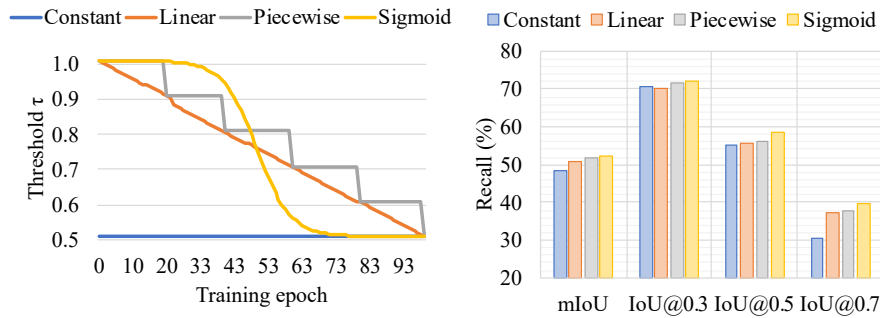 Constant Linear Piecewise Sigmoid
Threshold τ
1.0
0.9
0.8
0.7
0.6
0.5
0 10 20 33 43 53 63 73 83 93
Training epoch
Constant Linear Piecewise Sigmoid
Recall (%)
80
70
60
50
40
30
20
mIoU IoU@0.3 IoU@0.5 IoU@0.7